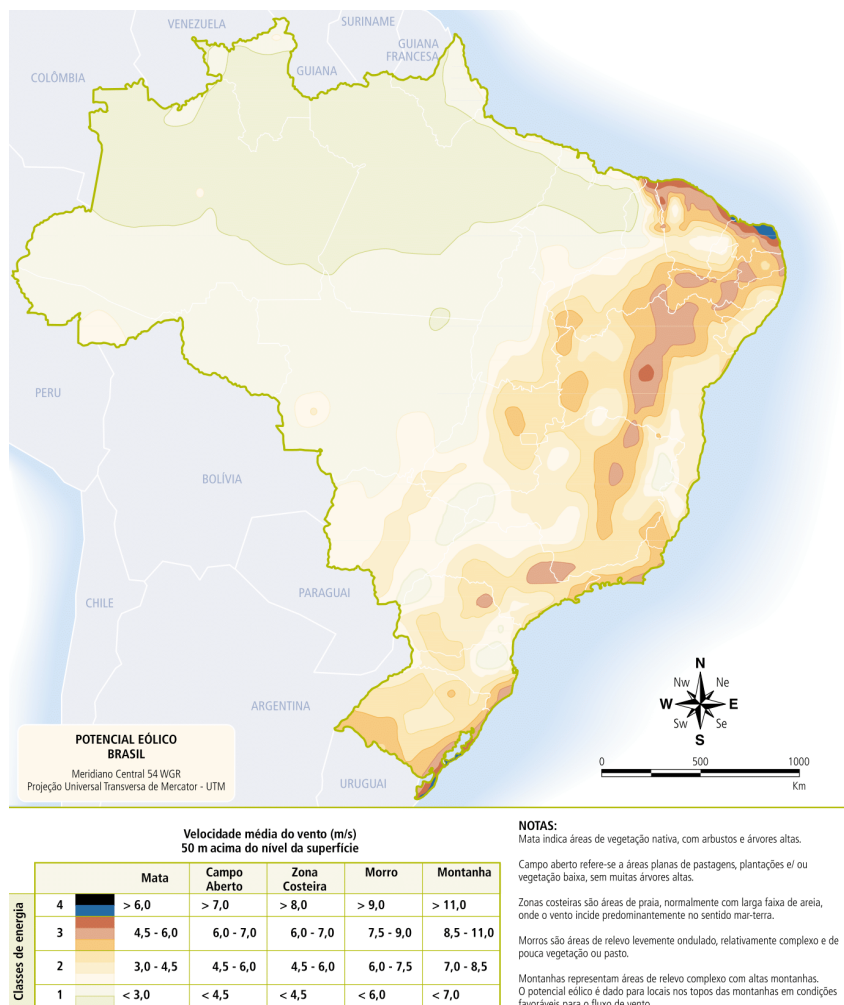 VENEZUELA
SURINAME
GUIANA
FRANCESA
COLÔMBIA
GUIANA
PERU
BOLÍVIA
PARAGUAI
CHILE
ARGENTINA
URUGUAI
POTENCIAL EÓLICO
BRASIL
Meridiano Central 54 WGR
Projeção Universal Transversa de Mercator - UTM
N
Nw Ne
W E
Sw Se
S
0 500 1000
Km
Velocidade média do vento (m/s)
50 m acima do nível da superfície
Mata Campo Aberto Zona Costeira Morro Montanha
Classes de energia
4 > 6,0 > 7,0 > 8,0 > 9,0 > 11,0
3 4,5 - 6,0 6,0 - 7,0 6,0 - 7,0 7,5 - 9,0 8,5 - 11,0
2 3,0 - 4,5 4,5 - 6,0 4,5 - 6,0 6,0 - 7,5 7,0 - 8,5
1 < 3,0 < 4,5 < 4,5 < 6,0 < 7,0
NOTAS:
Mata indica áreas de vegetação nativa, com arbustos e árvores altas.
Campo aberto refere-se a áreas planas de pastagens, plantações e/ ou
vegetação baixa, sem muitas árvores altas.
Zonas costeiras são áreas de praia, normalmente com larga faixa de areia,
onde o vento incide predominantemente no sentido mar-terra.
Morros são áreas de relevo levemente ondulado, relativamente complexo e de
pouca vegetação ou pasto.
Montanhas representam áreas de relevo complexo com altas montanhas.
O potencial eólico é dado para locais nos topos das montanhas em condições
favoráveis para o fluxo de vento.